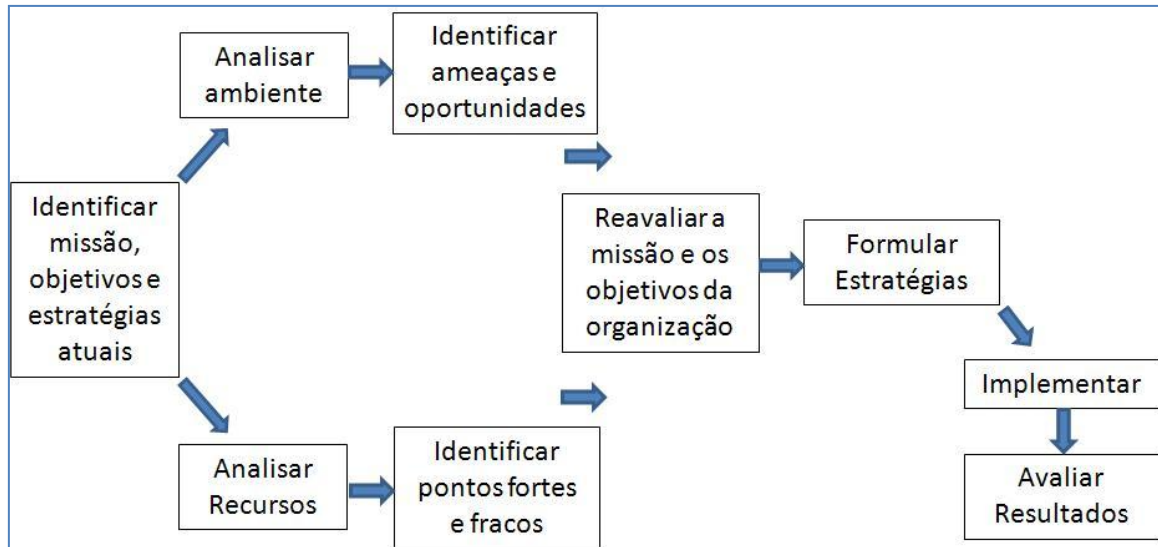 Identificar
missão,
objetivos e
estratégias
atuais
Analisar
ambiente
Identificar
ameaças e
oportunidades
Analisar
Recursos
Identificar
pontos fortes
e fracos
Reavaliar a
missão e os
objetivos da
organização
Formular
Estratégias
Implementar
Avaliar
Resultados